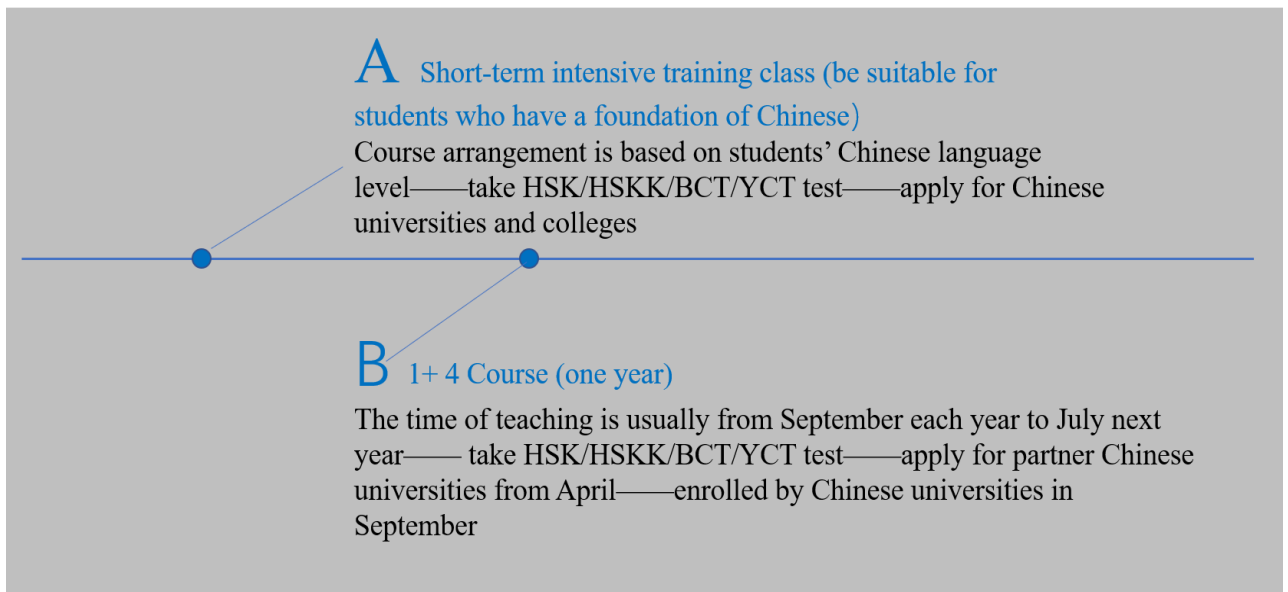 A Short-term intensive training class (be suitable for
students who have a foundation of Chinese）
Course arrangement is based on students’ Chinese language
level——take HSK/HSKK/BCT/YCT test——apply for Chinese
universities and colleges
B 1+ 4 Course (one year)
The time of teaching is usually from September each year to July next
year—— take HSK/HSKK/BCT/YCT test——apply for partner Chinese
universities from April——enrolled by Chinese universities in
September